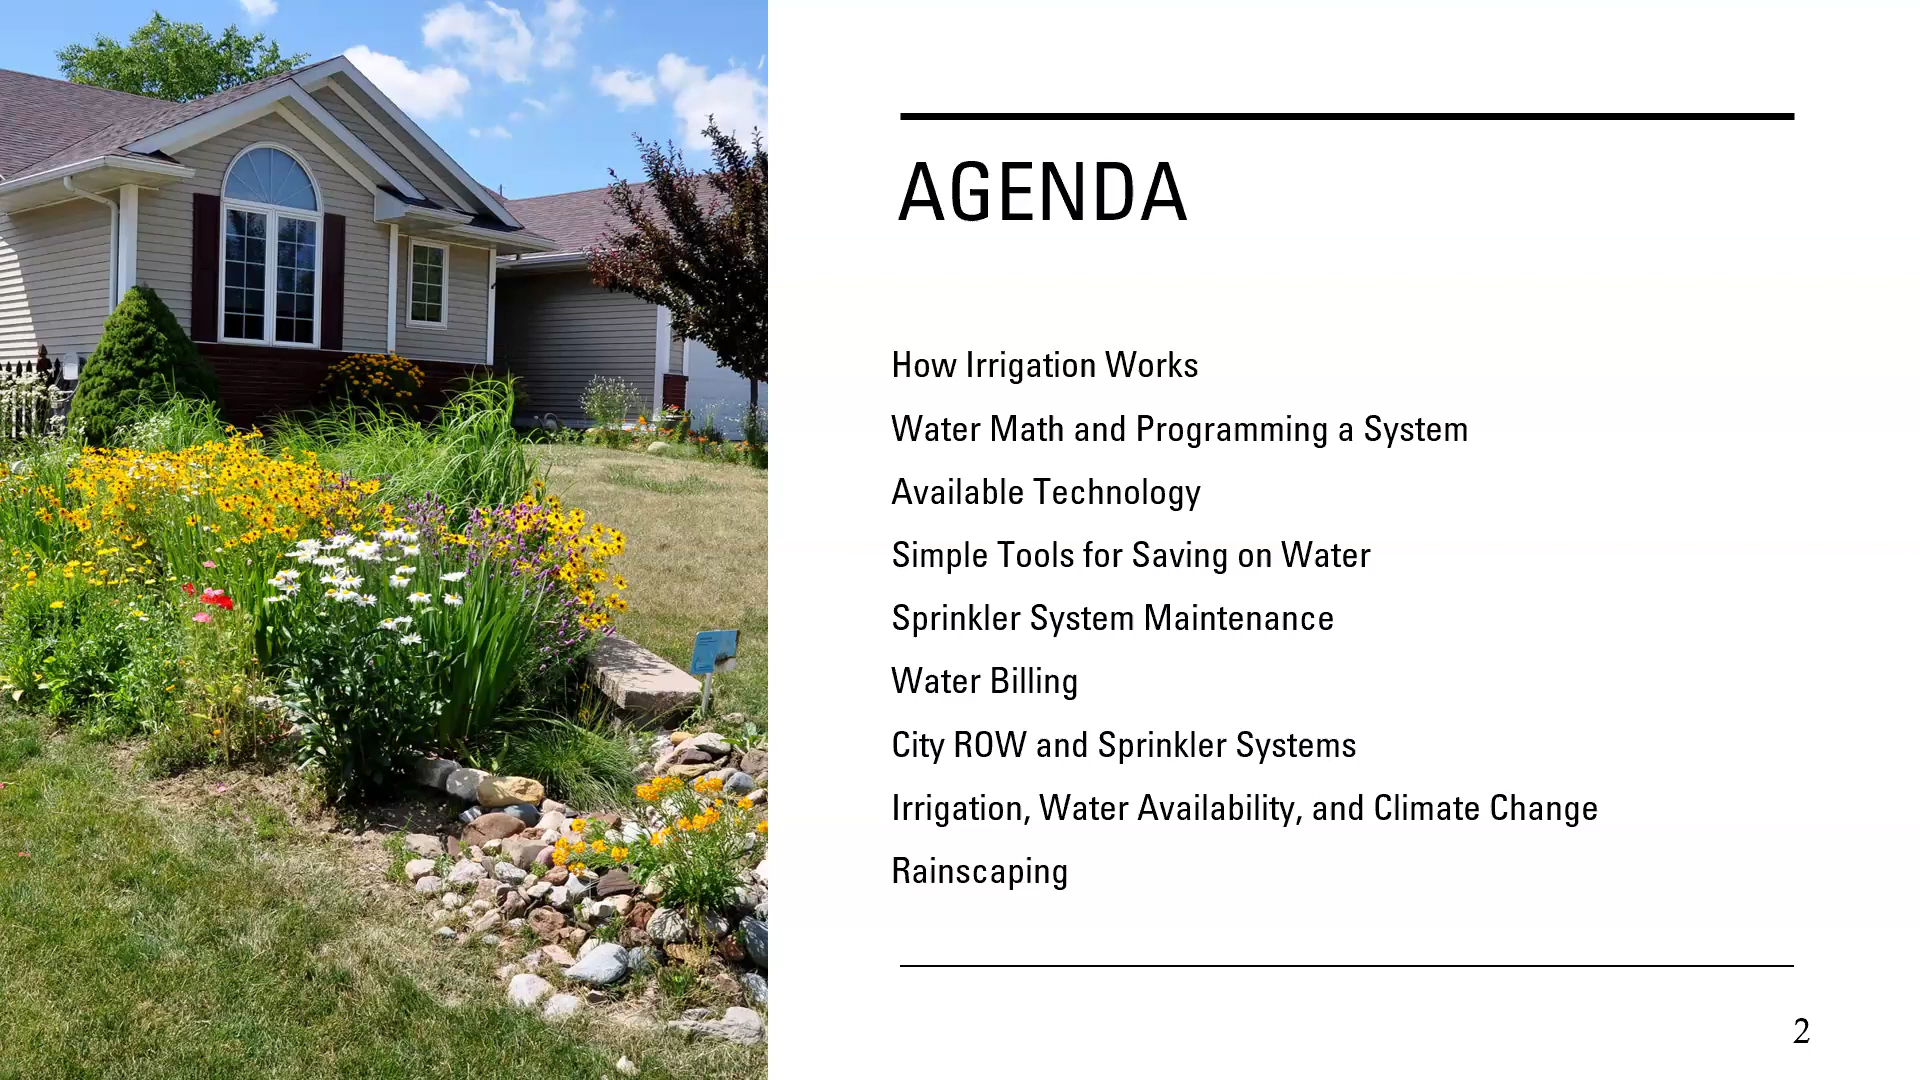 AGENDA
How Irrigation Works
Water Math and Programming a System
Available Technology
Simple Tools for Saving on Water
Sprinkler System Maintenance
Water Billing
City ROW and Sprinkler Systems
Irrigation, Water Availability, and Climate Change
Rainscaping
2